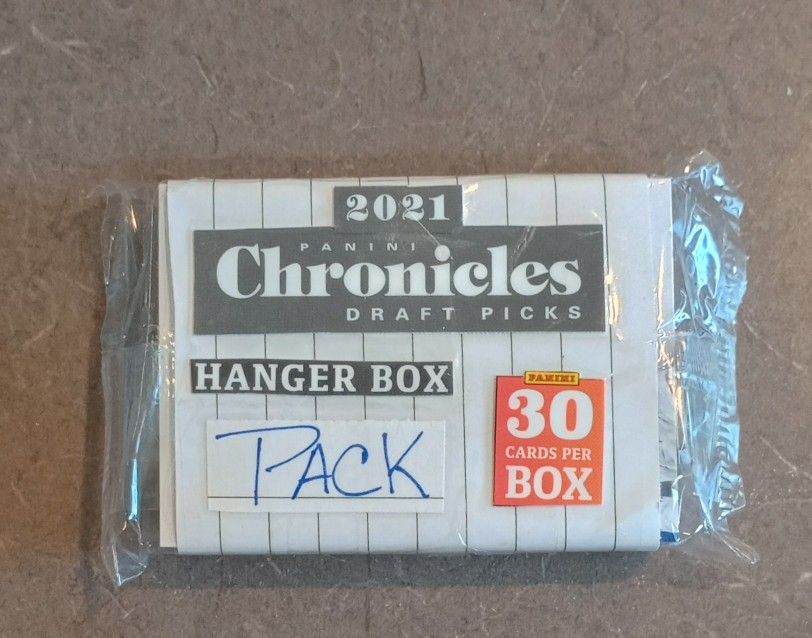 2021
PANINI
Chronicles
DRAFT PICKS
HANGER BOX
PACK
PANINI
30
CARDS PER
BOX